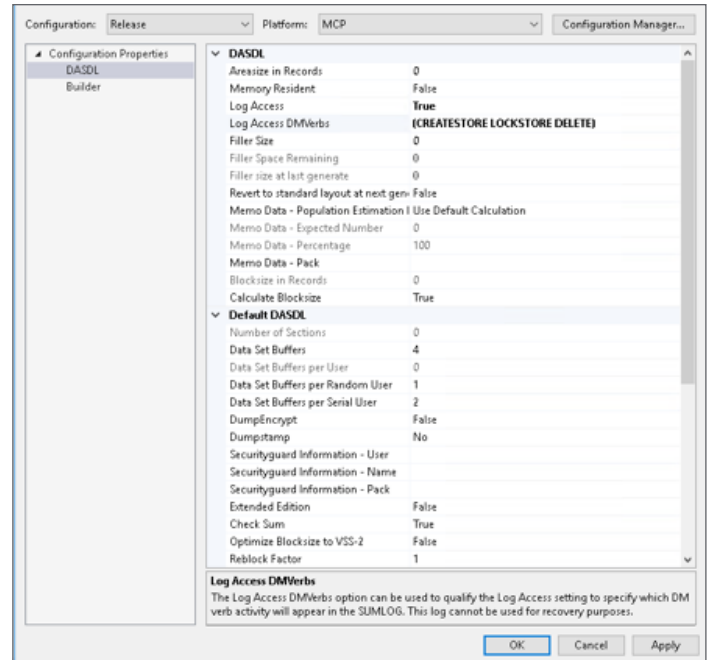 Configuration: Release Platform: MCP Configuration Manager...
Configuration Properties
DASDL
Builder
DASDL
Areasize in Records 0
Memory Resident False
Log Access True
Log Access DMVerbs (CREATESTORE LOCKSTORE DELETE)
Filler Size 0
Filler Space Remaining 0
Filler size at last generate 0
Revert to standard layout at next gen False
Memo Data - Population Estimation Use Default Calculation
Memo Data - Expected Number 0
Memo Data - Percentage 100
Memo Data - Pack
Blocksize in Records 0
Calculate Blocksize True
Default DASDL
Number of Sections 0
Data Set Buffers 4
Data Set Buffers per User 0
Data Set Buffers per Random User 1
Data Set Buffers per Serial User 2
DumpEncrypt False
Dumpstamp No
Securityguard Information - User
Securityguard Information - Name
Securityguard Information - Pack
Extended Edition False
Check Sum True
Optimize Blocksize to VSS-2 False
Reblock Factor 1
Log Access DMVerbs
The Log Access DMVerbs option can be used to qualify the Log Access setting to specify which DM
verb activity will appear in the SUMLOG. This log cannot be used for recovery purposes.
OK Cancel Apply